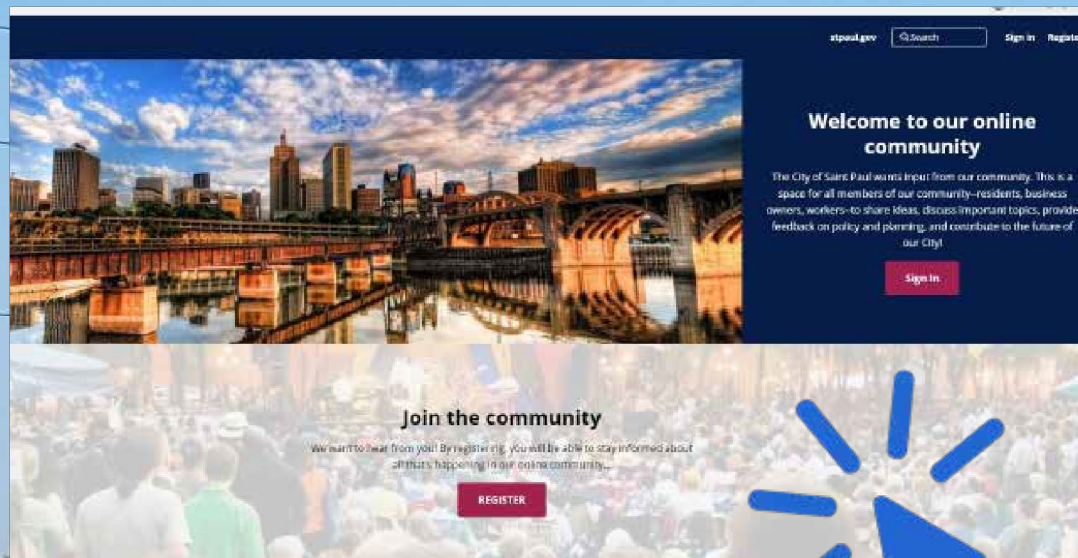 stpaul.gov Search Sign in Registe
Welcome to our online
community
The City of Saint Paul wants input from our community. This is a
space for all members of our community--residents, business
owners, workers--to share ideas, discuss important topics, provide
feedback on policy and planning, and contribute to the future of
our City!
Sign In
Join the community
We want to hear from you! By registering, you will be able to stay informed about
all that's happening in our online community...
REGISTER